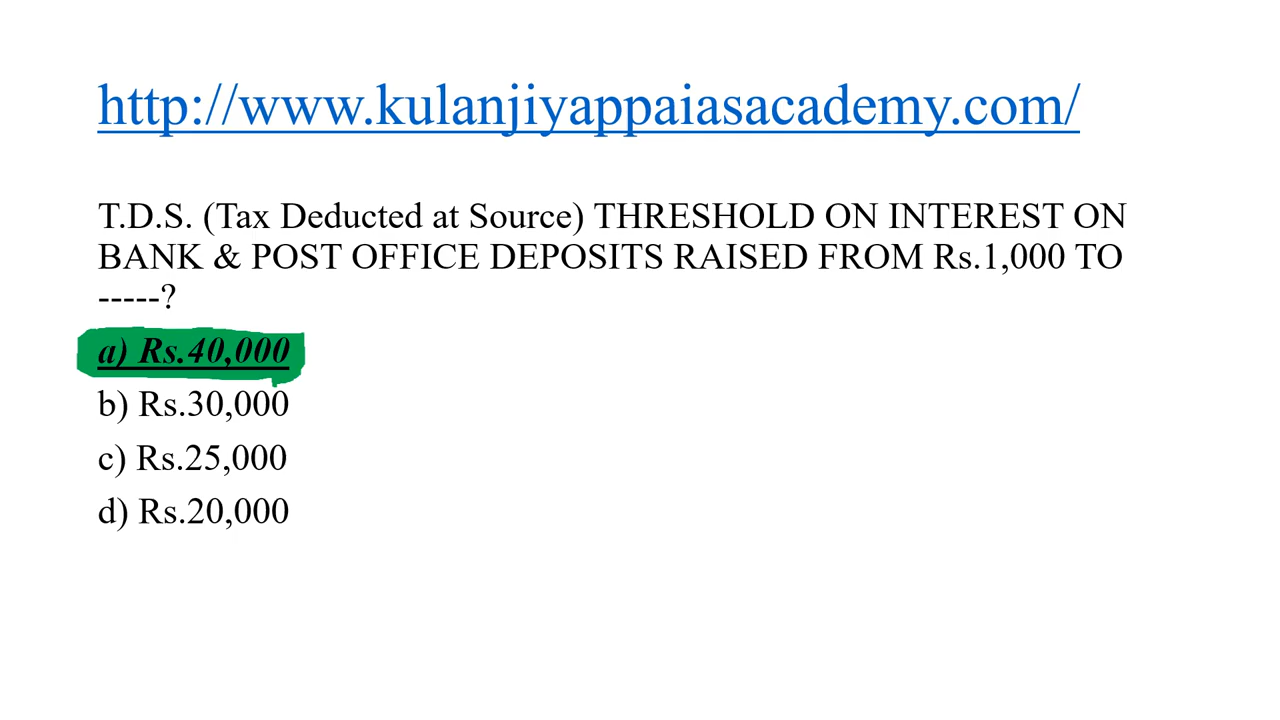 http://www.kulanjiyappaiasacademy.com/
T.D.S. (Tax Deducted at Source) THRESHOLD ON INTEREST ON
BANK & POST OFFICE DEPOSITS RAISED FROM Rs.1,000 TO
-----?
a) Rs.40,000
b) Rs.30,000
c) Rs.25,000
d) Rs.20,000